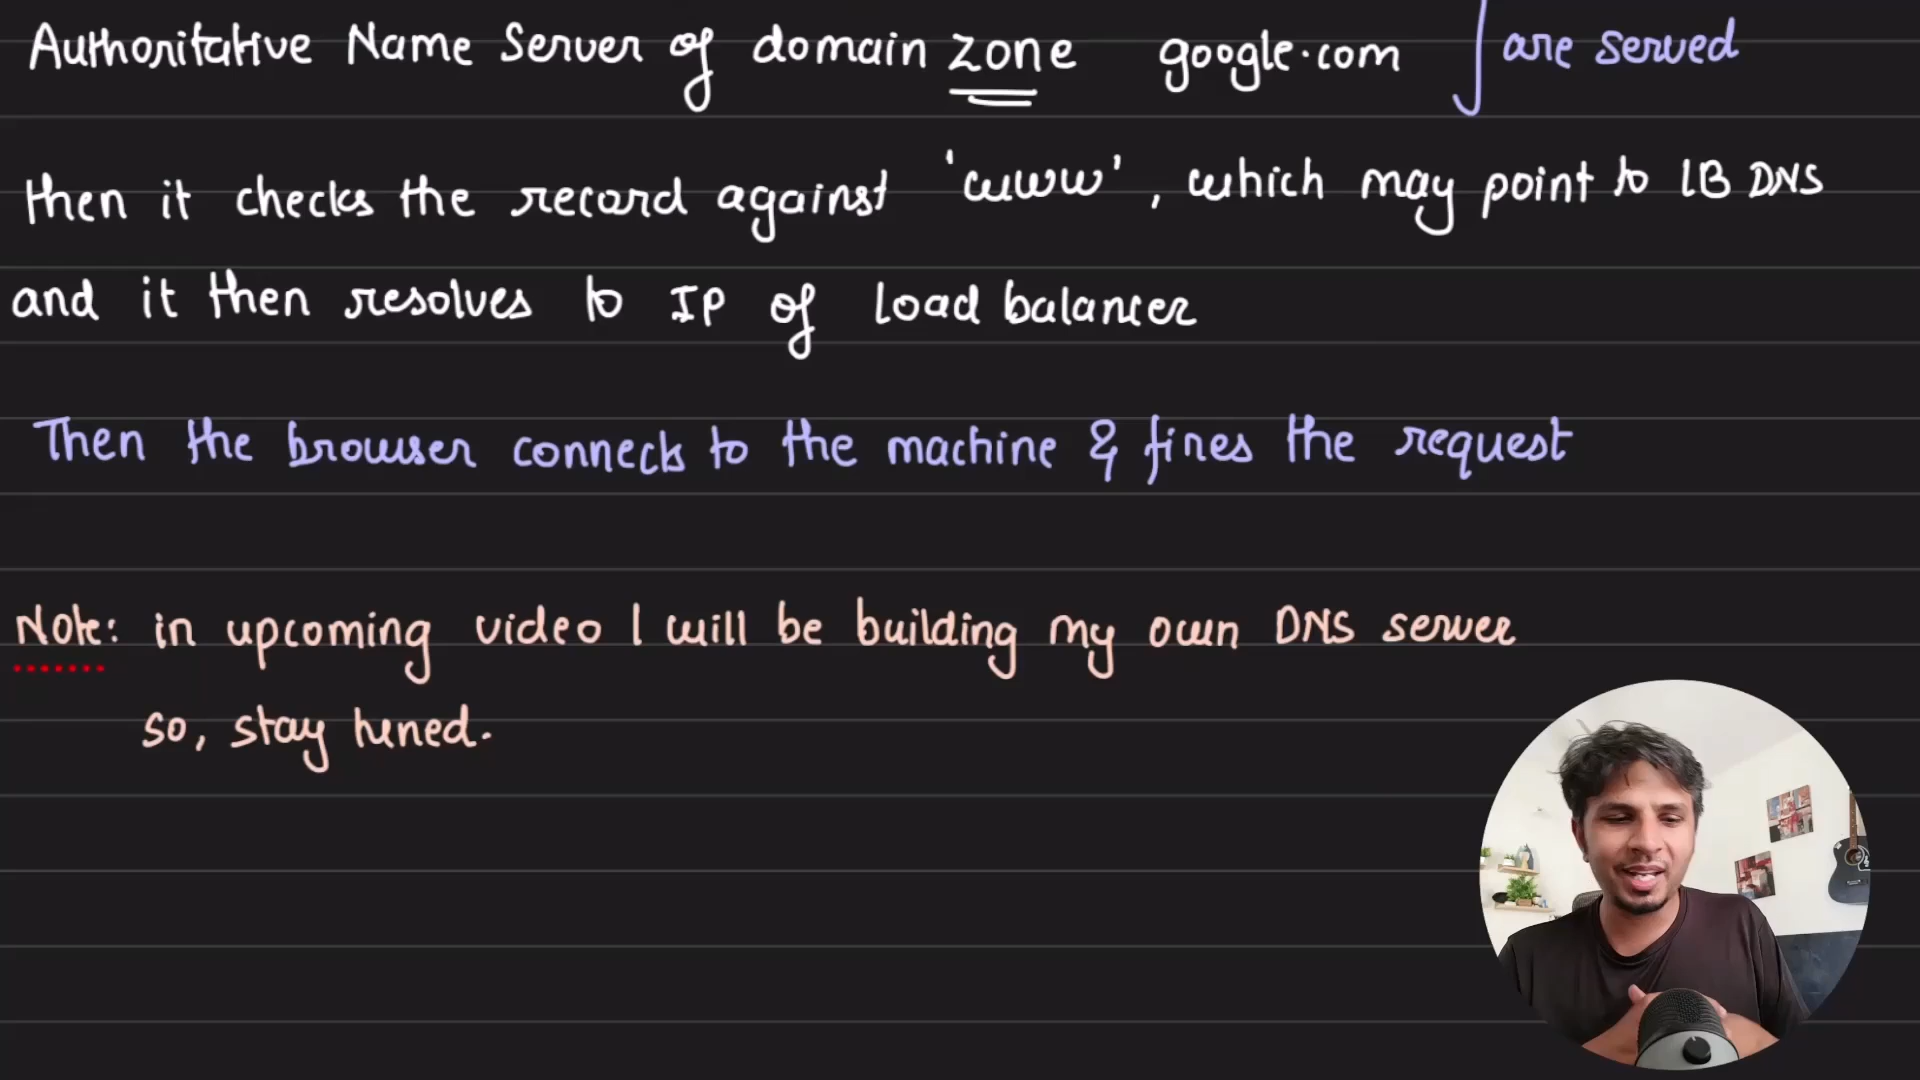 Authoritative Name Server of domain zone google.com are served
then it checks the record against 'www', which may point to LB DNS
and it then resolves to IP of Load balancer
Then the browser connects to the machine & fires the request
Note: in upcoming video I will be building my own DNS server
so, stay tuned.